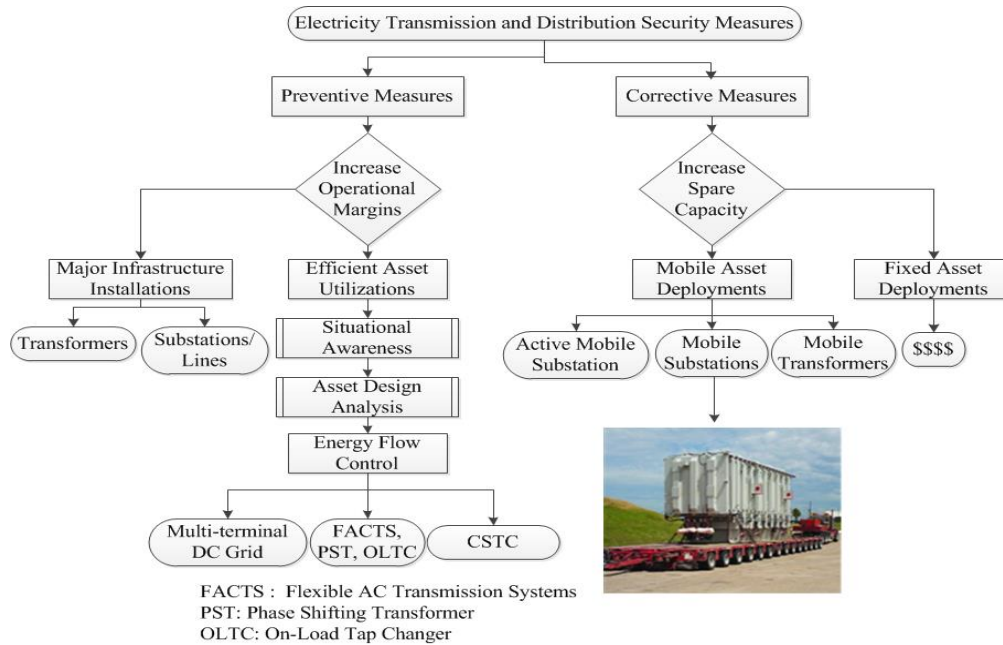 Electricity Transmission and Distribution Security Measures
Preventive Measures
Corrective Measures
Increase
Operational
Margins
Increase
Spare
Capacity
Major Infrastructure
Installations
Efficient Asset
Utilizations
Mobile Asset
Deployments
Fixed Asset
Deployments
Transformers
Substations/
Lines
Situational
Awareness
Active Mobile
Substation
Mobile
Substations
Mobile
Transformers
$$$$
Asset Design
Analysis
Energy Flow
Control
Multi-terminal
DC Grid
FACTS,
PST, OLTC
CSTC
FACTS : Flexible AC Transmission Systems
PST: Phase Shifting Transformer
OLTC: On-Load Tap Changer